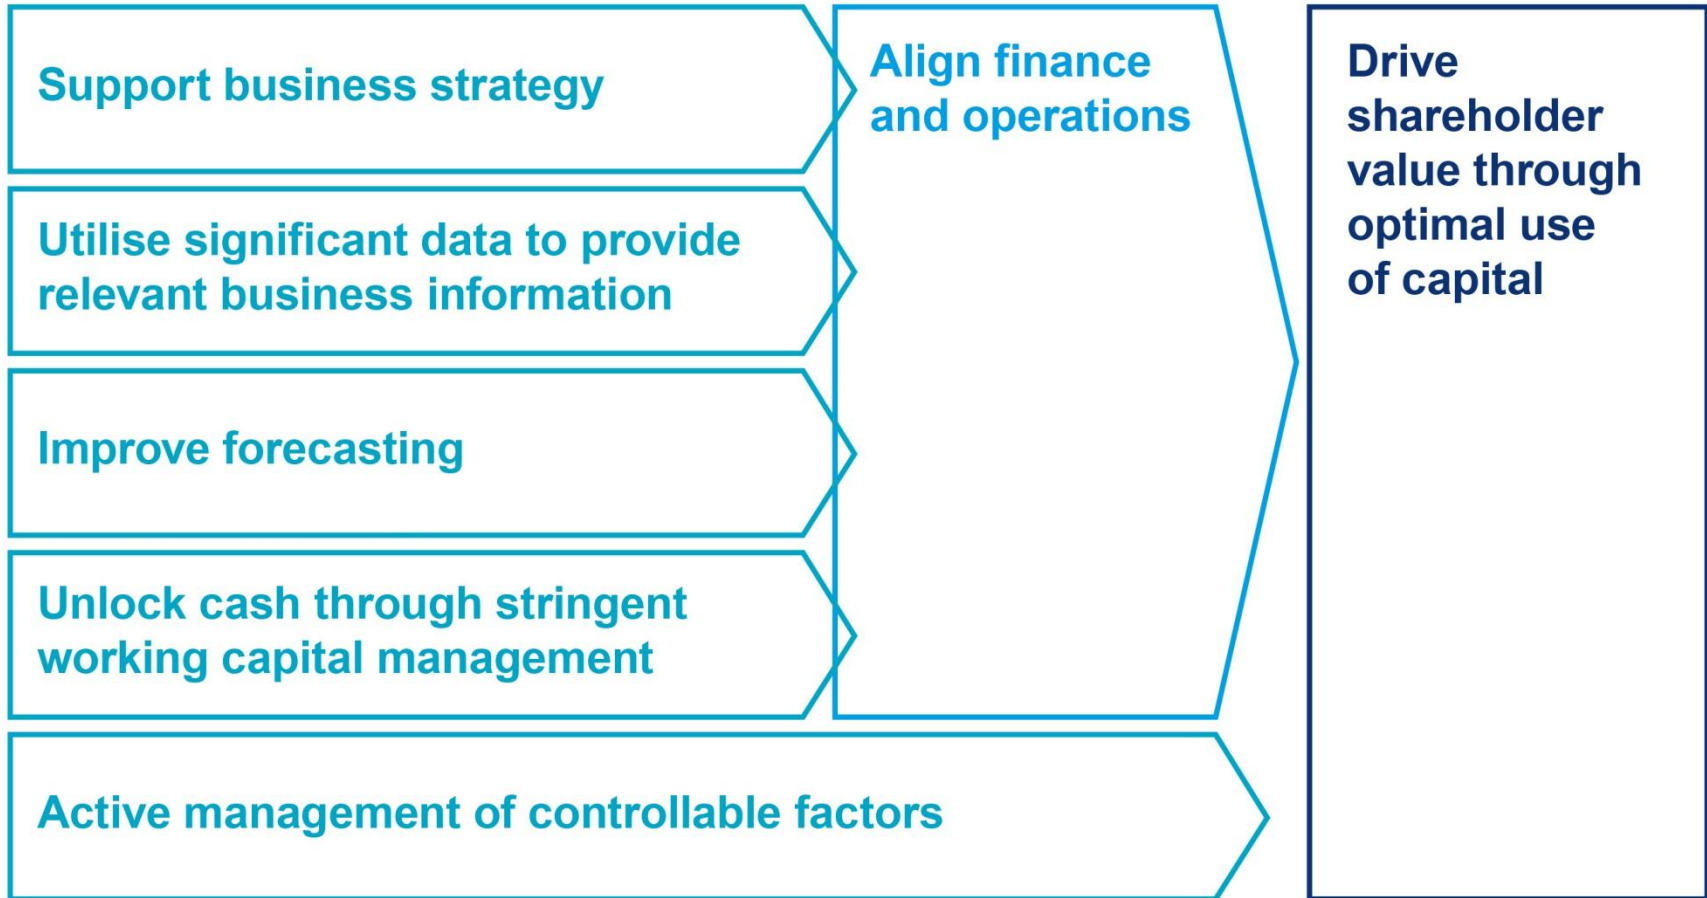 Support business strategy
Utilise significant data to provide
relevant business information
Improve forecasting
Unlock cash through stringent
working capital management
Active management of controllable factors
Align finance
and operations
Drive
shareholder
value through
optimal use
of capital